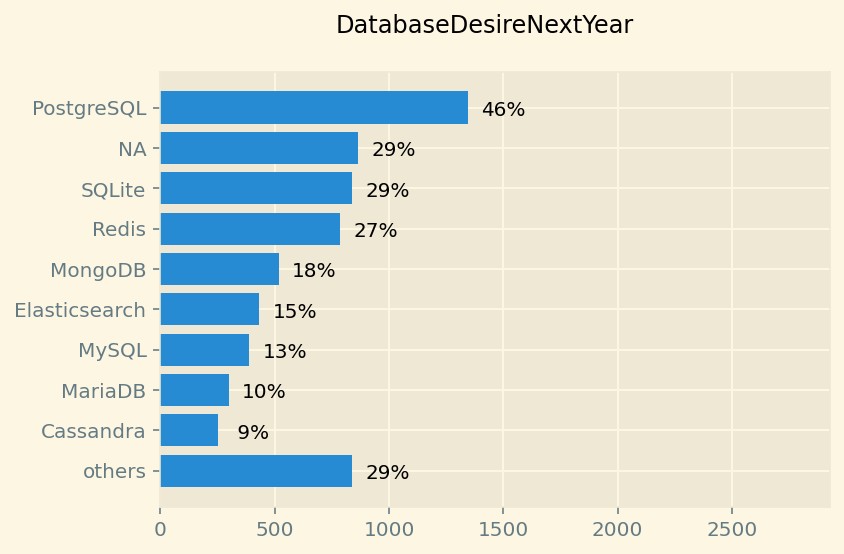 DatabaseDesireNextYear
PostgreSQL 46%
NA 29%
SQLite 29%
Redis 27%
MongoDB 18%
Elasticsearch 15%
MySQL 13%
MariaDB 10%
Cassandra 9%
others 29%
0 500 1000 1500 2000 2500